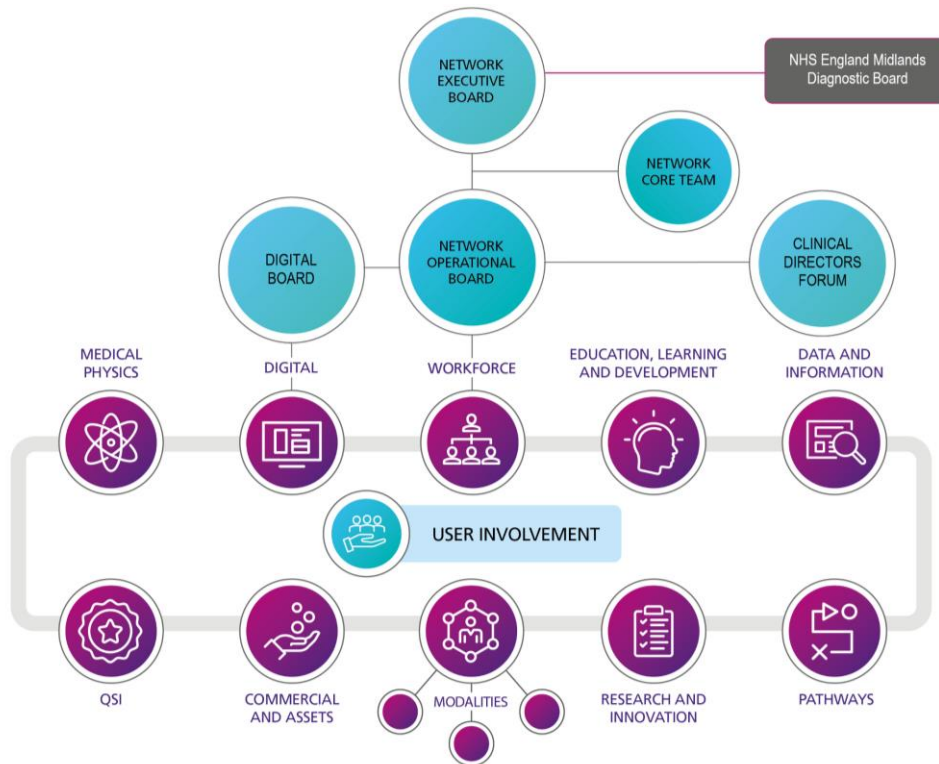 NETWORK
EXECUTIVE
BOARD
NHS England Midlands
Diagnostic Board
NETWORK
CORE TEAM
DIGITAL
BOARD
NETWORK
OPERATIONAL
BOARD
CLINICAL
DIRECTORS
FORUM
MEDICAL
PHYSICS
DIGITAL
WORKFORCE
EDUCATION, LEARNING
AND DEVELOPMENT
DATA AND
INFORMATION
USER INVOLVEMENT
QSI
COMMERCIAL
AND ASSETS
MODALITIES
RESEARCH AND
INNOVATION
PATHWAYS